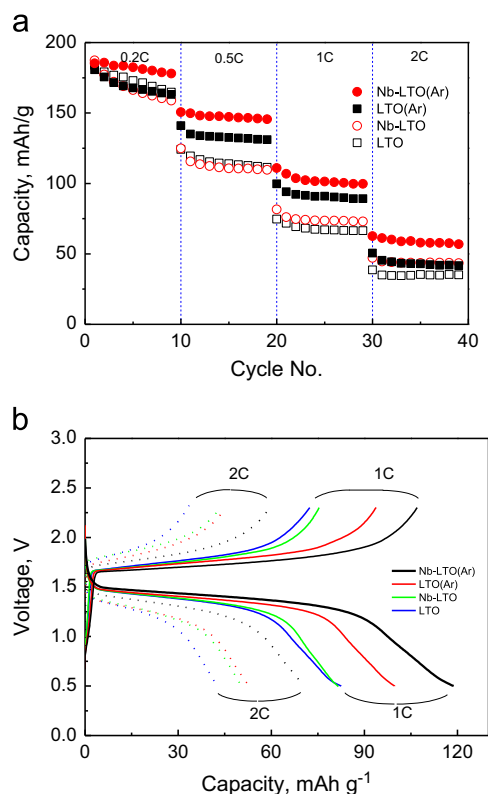 a
200
150
100
50
0
0.2C
0.5C
1C
2C
Nb-LTO(Ar)
LTO(Ar)
Nb-LTO
LTO
Capacity, mAh/g
0 10 20 30 40
Cycle No.
b
3.0
2.5
2.0
1.5
1.0
0.5
0.0
2C
1C
Nb-LTO(Ar)
LTO(Ar)
Nb-LTO
LTO
2C
1C
Voltage, V
0 30 60 90 120
Capacity, mAh g-1